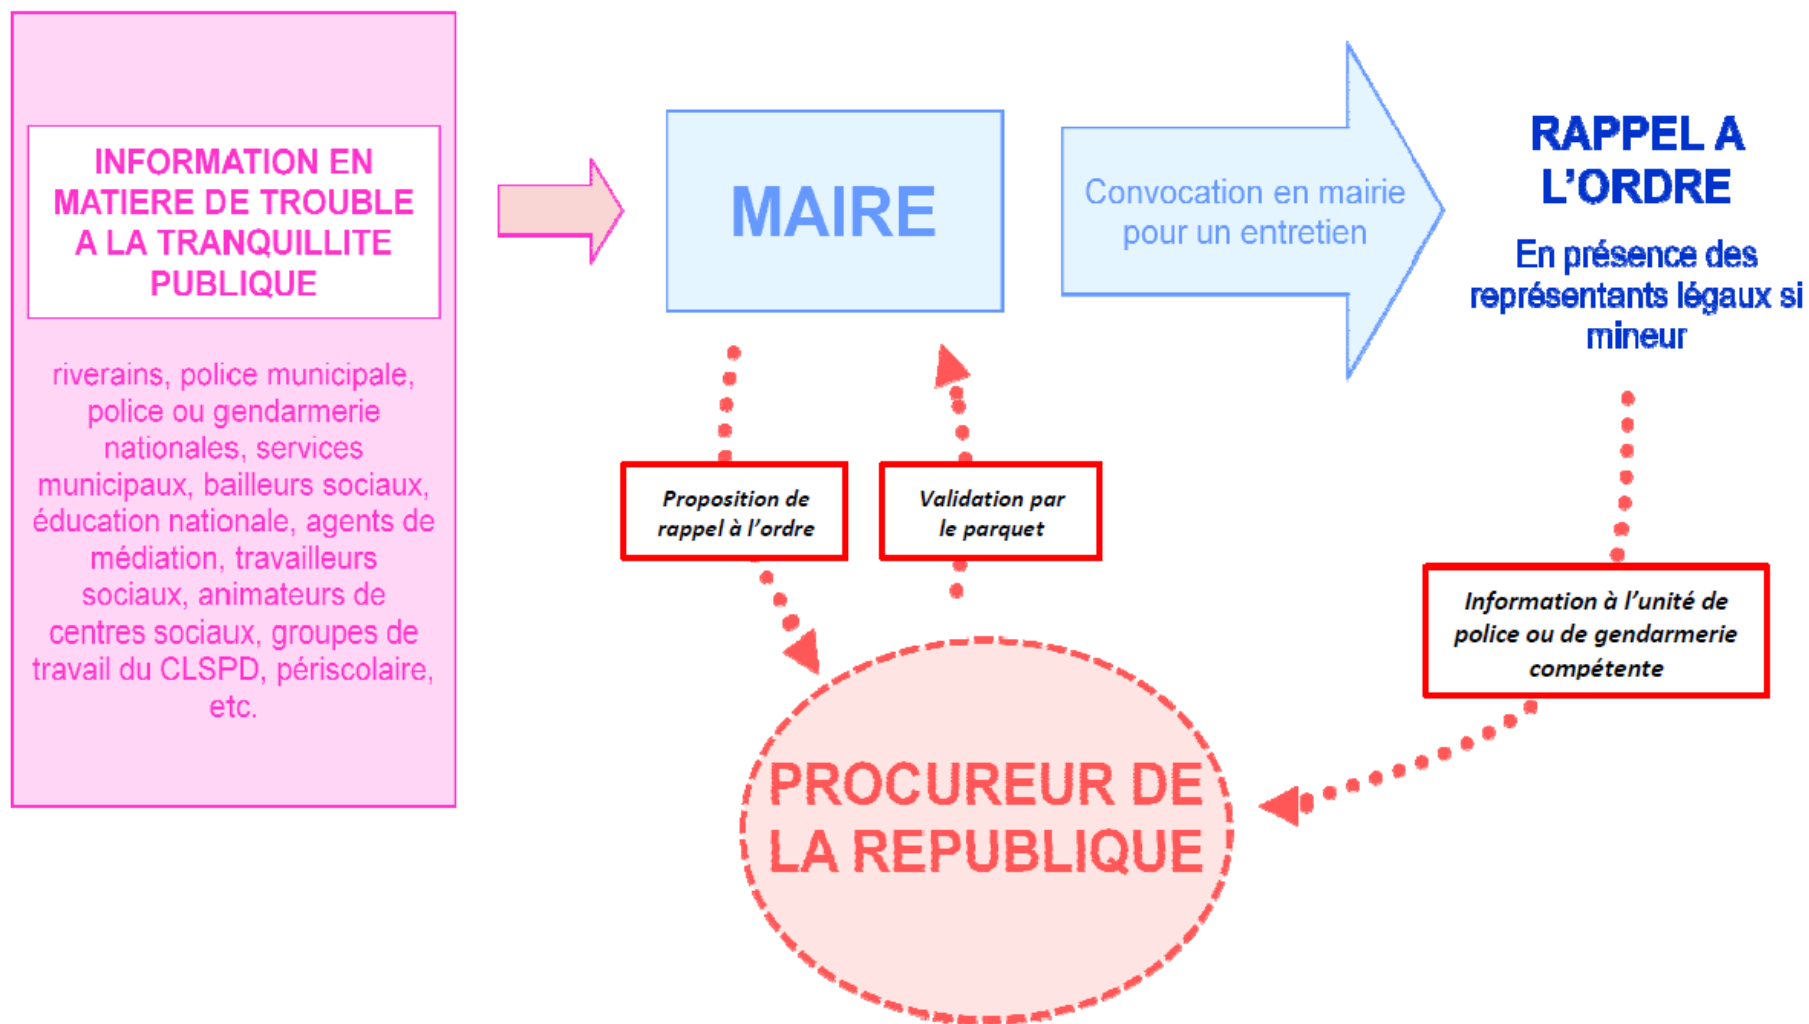 INFORMATION EN
MATIERE DE TROUBLE
A LA TRANQUILLITE
PUBLIQUE
riverains, police municipale,
police ou gendarmerie
nationales, services
municipaux, bailleurs sociaux,
éducation nationale, agents de
médiation, travailleurs
sociaux, animateurs de
centres sociaux, groupes de
travail du CLSPD, périscolaire,
etc.
MAIRE
Convocation en mairie
pour un entretien
RAPPEL A
L'ORDRE
En présence des
représentants légaux si
mineur
Proposition de
rappel à l'ordre
Validation par
le parquet
Information à l'unité de
police ou de gendarmerie
compétente
PROCUREUR DE
LA REPUBLIQUE